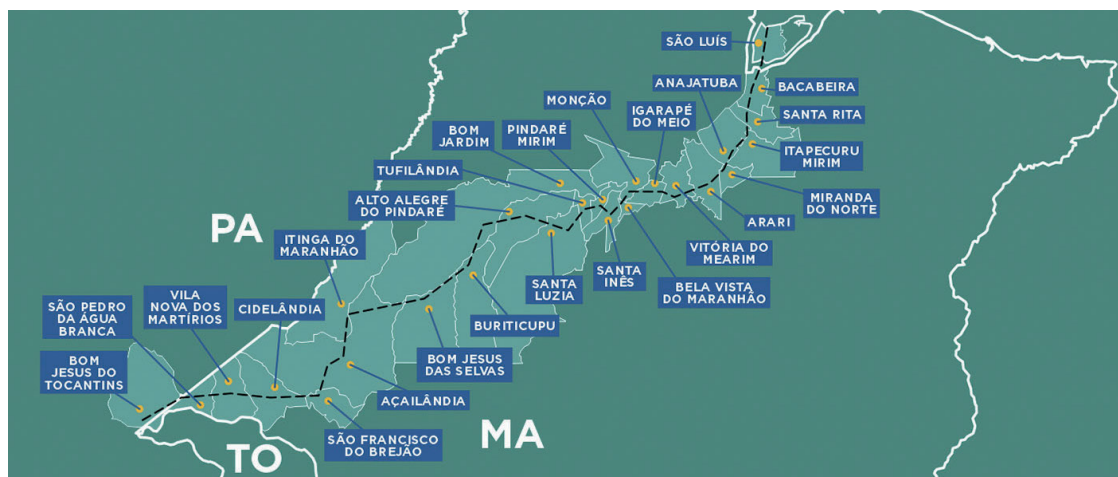 SÃO LUÍS
ANAJATUBA
BACABEIRA
MONÇÃO
IGARAPÉ
DO MEIO
SANTA RITA
BOM
JARDIM
PINDARÉ
MIRIM
ITAPECURU
MIRIM
TUFILÂNDIA
ALTO ALEGRE
DO PINDARÉ
MIRANDA
DO NORTE
ARARI
PA
ITINGA DO
MARANHÃO
VITÓRIA DO
MEARIM
SANTA
INÊS
SANTA
LUZIA
BELA VISTA
DO MARANHÃO
VILA
NOVA DOS
MARTÍRIOS
CIDELÂNDIA
SÃO PEDRO
DA ÁGUA
BRANCA
BURITICUPU
BOM
JESUS DO
TOCANTINS
BOM JESUS
DAS SELVAS
AÇAILÂNDIA
SÃO FRANCISCO
DO BREJÃO
MA
TO